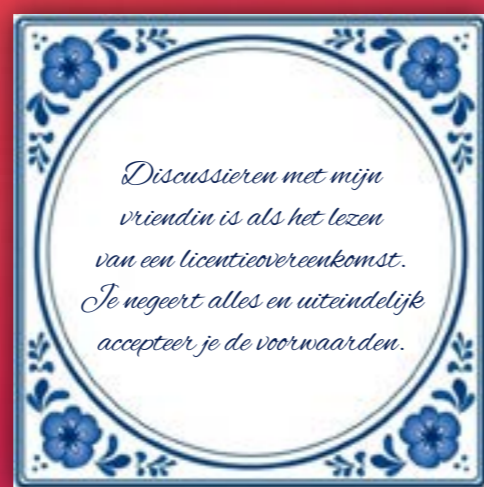 Discussieren met mijn
vriendin is als het lezen
van een licentieovereenkomst.
Je negeert alles en uiteindelijk
accepteer je de voorwaarden.